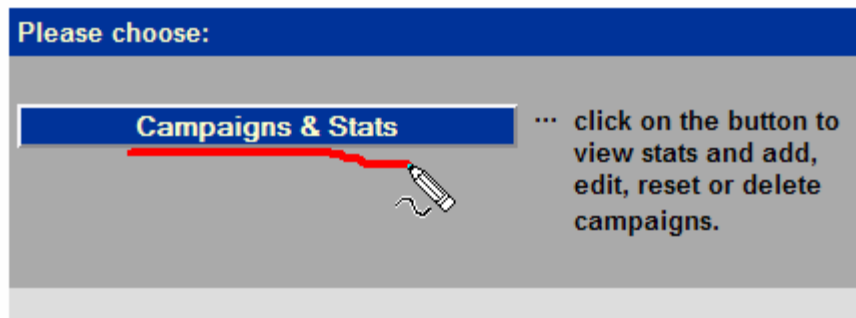 Please choose:
Campaigns & Stats
... click on the button to
view stats and add,
edit, reset or delete
campaigns.